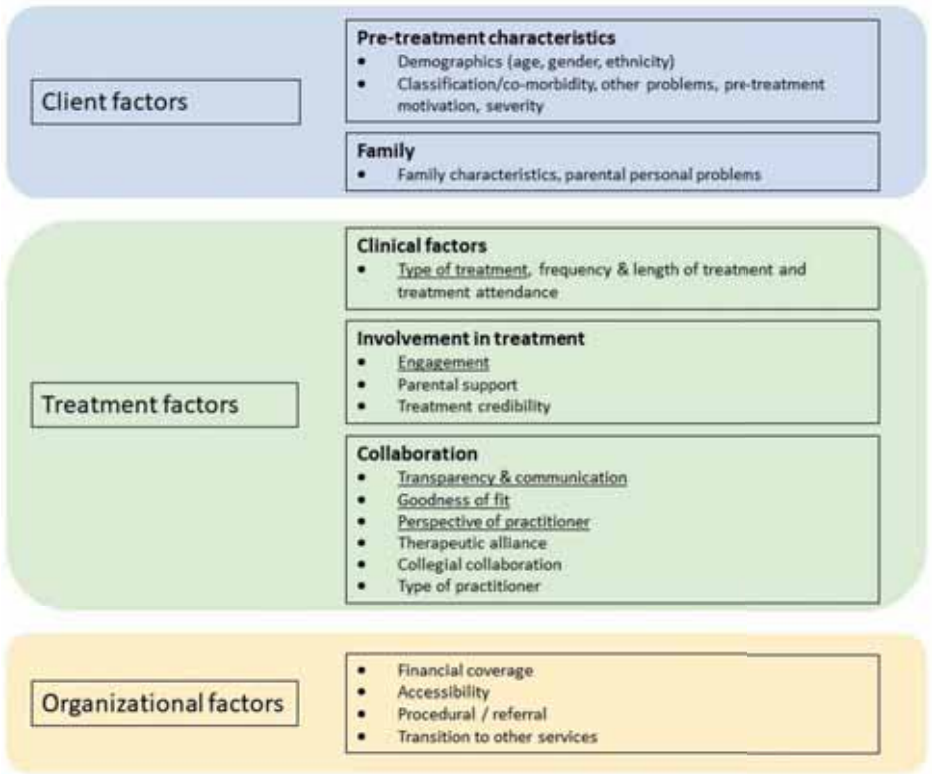 Client factors
Pre-treatment characteristics
• Demographics (age, gender, ethnicity)
• Classification/co-morbidity, other problems, pre-treatment
motivation, severity
Family
• Family characteristics, parental personal problems
Treatment factors
Clinical factors
• Type of treatment, frequency & length of treatment and
treatment attendance
Involvement in treatment
• Engagement
• Parental support
• Treatment credibility
Collaboration
• Transparency & communication
• Goodness of fit
• Perspective of practitioner
• Therapeutic alliance
• Collegial collaboration
• Type of practitioner
Organizational factors
• Financial coverage
• Accessibility
• Procedural / referral
• Transition to other services